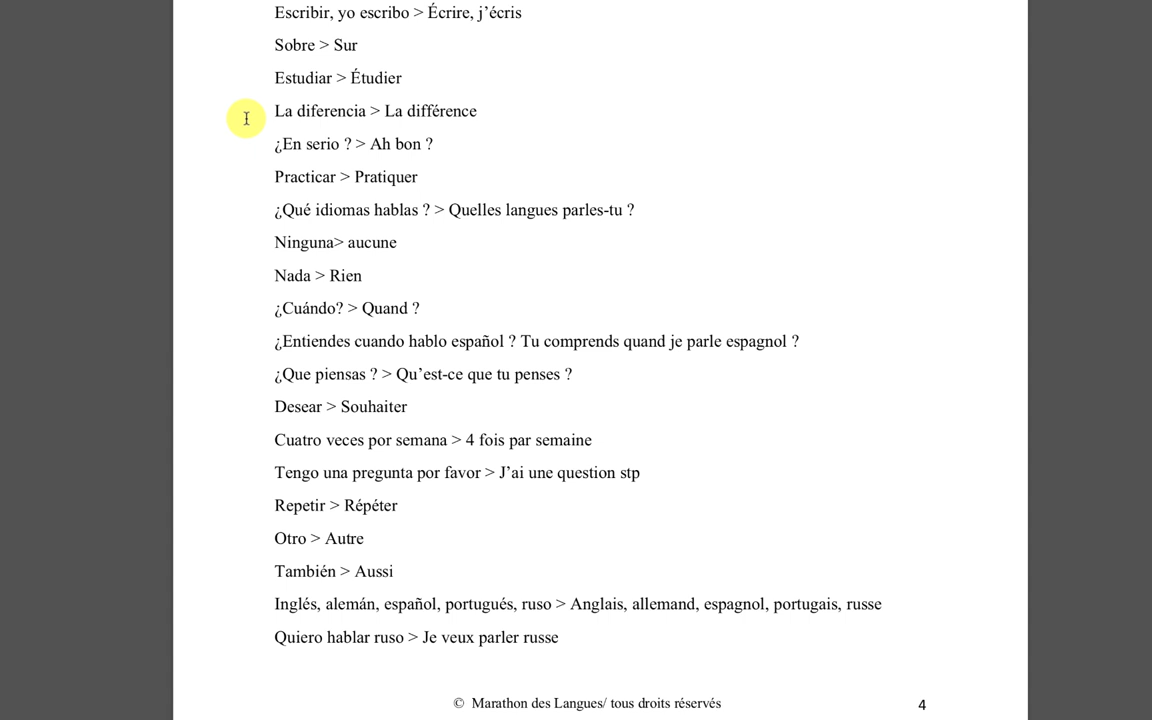 Escribir, yo escribo > Écrire, j’écris
Sobre > Sur
Estudiar > Étudier
La diferencia > La différence
¿En serio ? > Ah bon ?
Practicar > Pratiquer
¿Qué idiomas hablas ? > Quelles langues parles-tu ?
Ninguna> aucune
Nada > Rien
¿Cuándo? > Quand ?
¿Entiendes cuando hablo español ? Tu comprends quand je parle espagnol ?
¿Que piensas ? > Qu’est-ce que tu penses ?
Desear > Souhaiter
Cuatro veces por semana > 4 fois par semaine
Tengo una pregunta por favor > J’ai une question stp
Repetir > Répéter
Otro > Autre
También > Aussi
Inglés, alemán, español, portugués, ruso > Anglais, allemand, espagnol, portugais, russe
Quiero hablar ruso > Je veux parler russe
© Marathon des Langues/ tous droits réservés 4